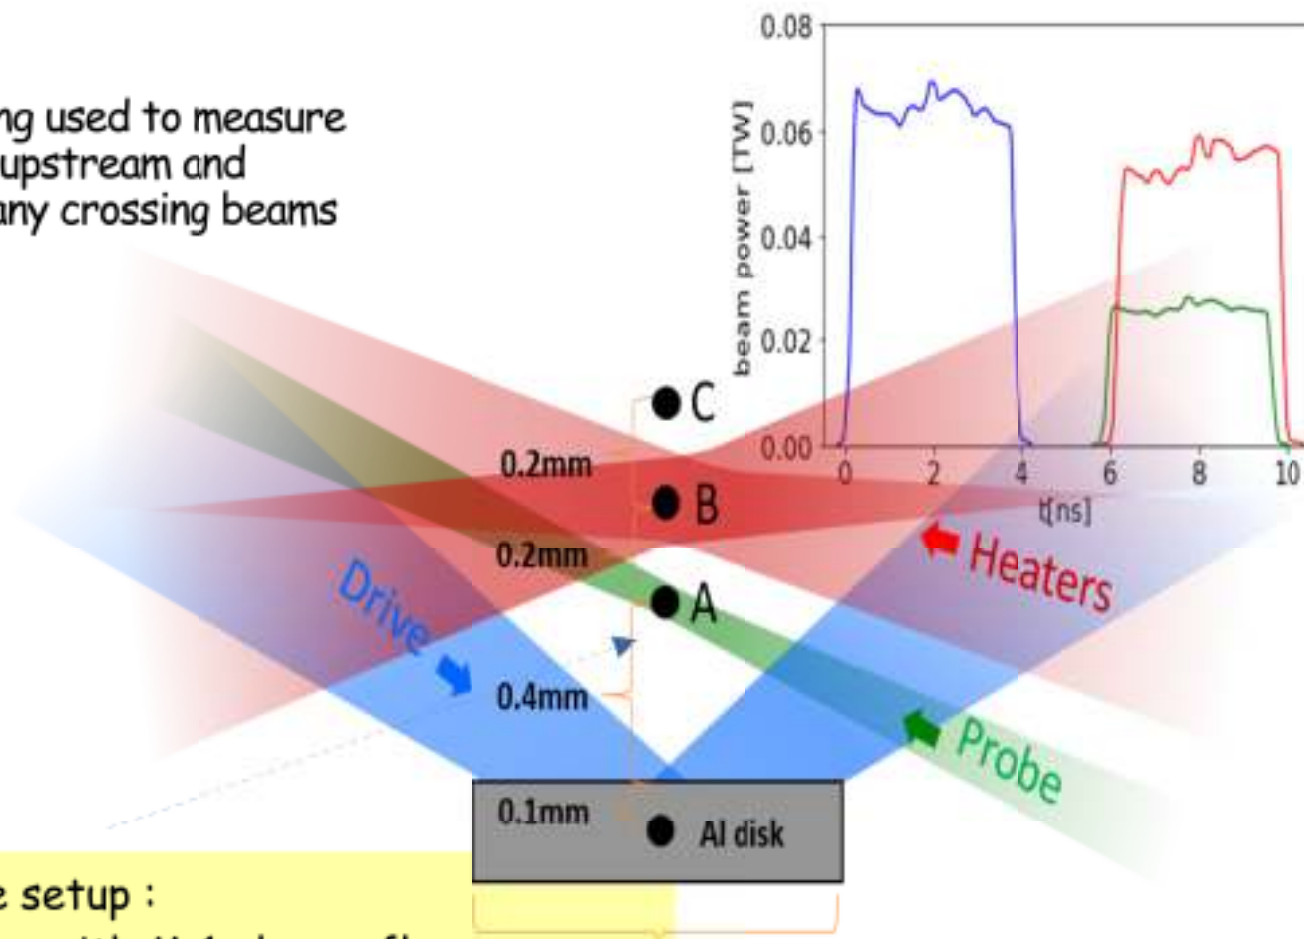 ng used to measure
upstream and
any crossing beams
0.08
0.06
0.04
0.02
0.00
beam power [TW]
0 2 4 6 8 10
t[ns]
C
0.2mm
B
0.2mm
A
Heaters
Drive
0.4mm
Probe
0.1mm
Al disk
e setup :